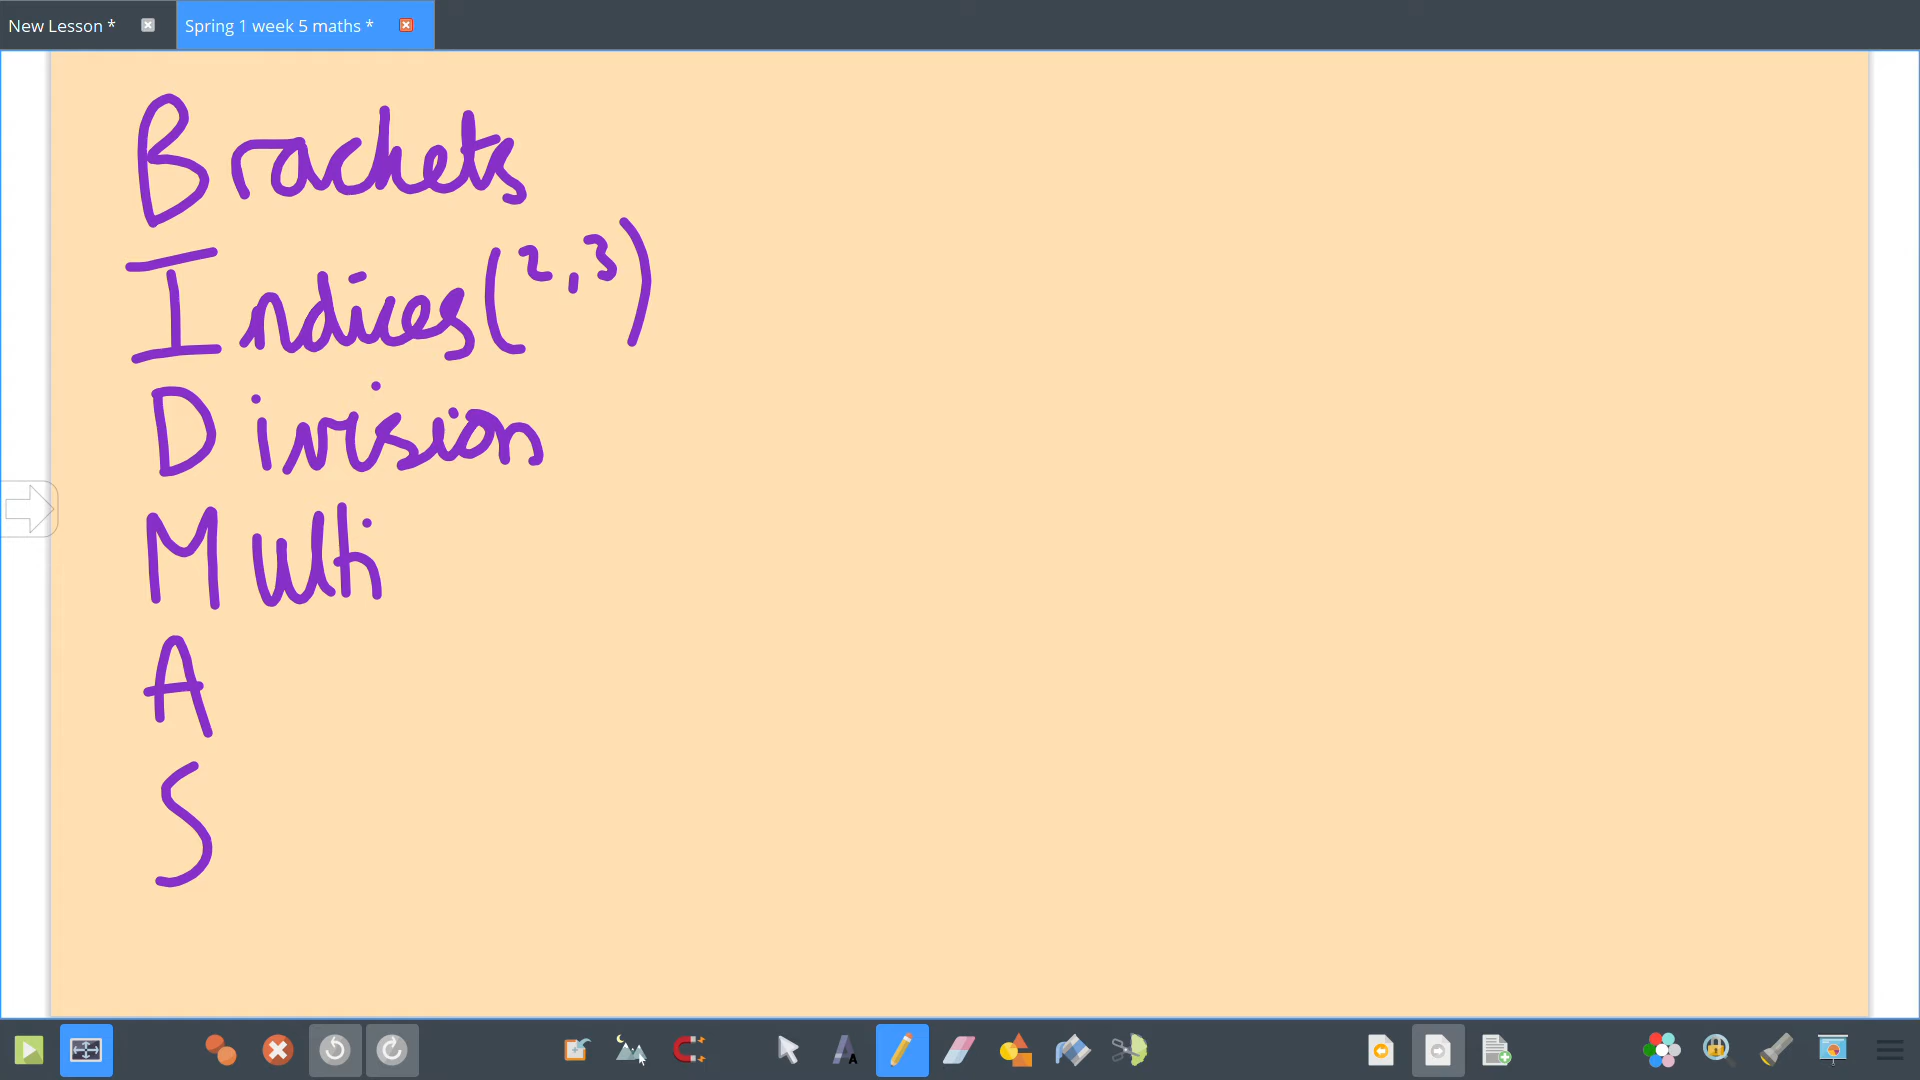 New Lesson *
Spring 1 week 5 maths *
Brackets
Indices (², ³)
Division
Multi
A
S